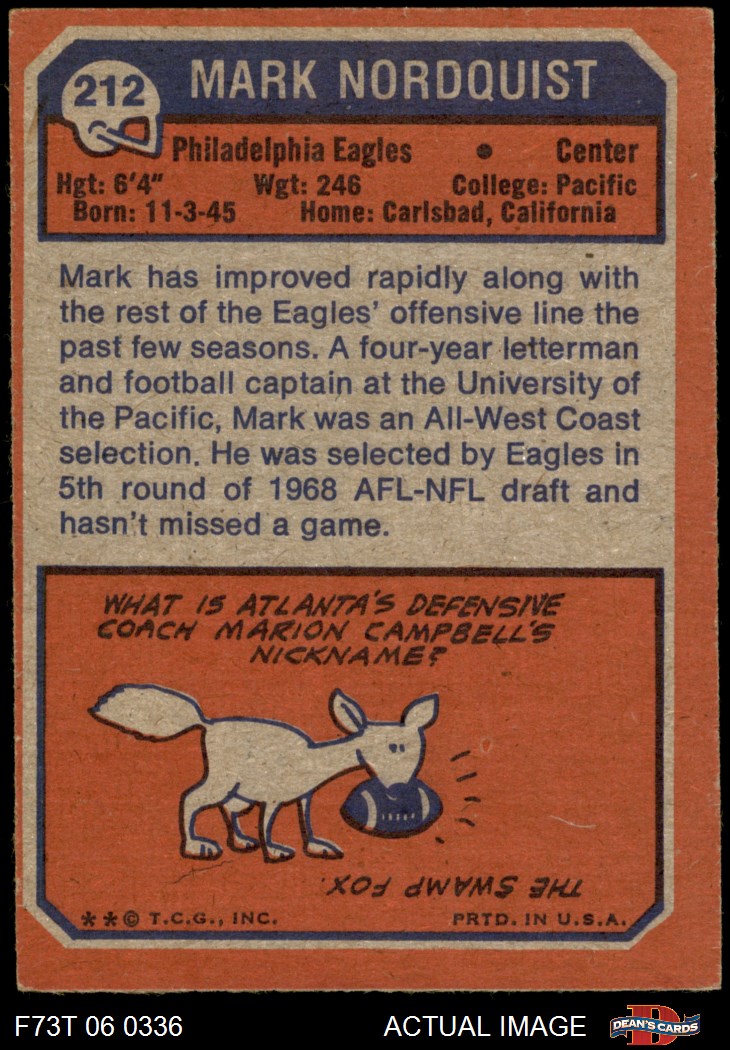 212
MARK NORDQUIST
Philadelphia Eagles • Center
Hgt: 6'4" Wgt: 246 College: Pacific
Born: 11-3-45 Home: Carlsbad, California
Mark has improved rapidly along with
the rest of the Eagles' offensive line the
past few seasons. A four-year letterman
and football captain at the University of
the Pacific, Mark was an All-West Coast
selection. He was selected by Eagles in
5th round of 1968 AFL-NFL draft and
hasn't missed a game.
WHAT IS ATLANTA'S DEFENSIVE
COACH MARION CAMPBELL'S
NICKNAME?
THE SWAMP FOX.
**© T.C.G., INC. PRTD. IN U.S.A.
F73T 06 0336 ACTUAL IMAGE D DEAN'S CARDS